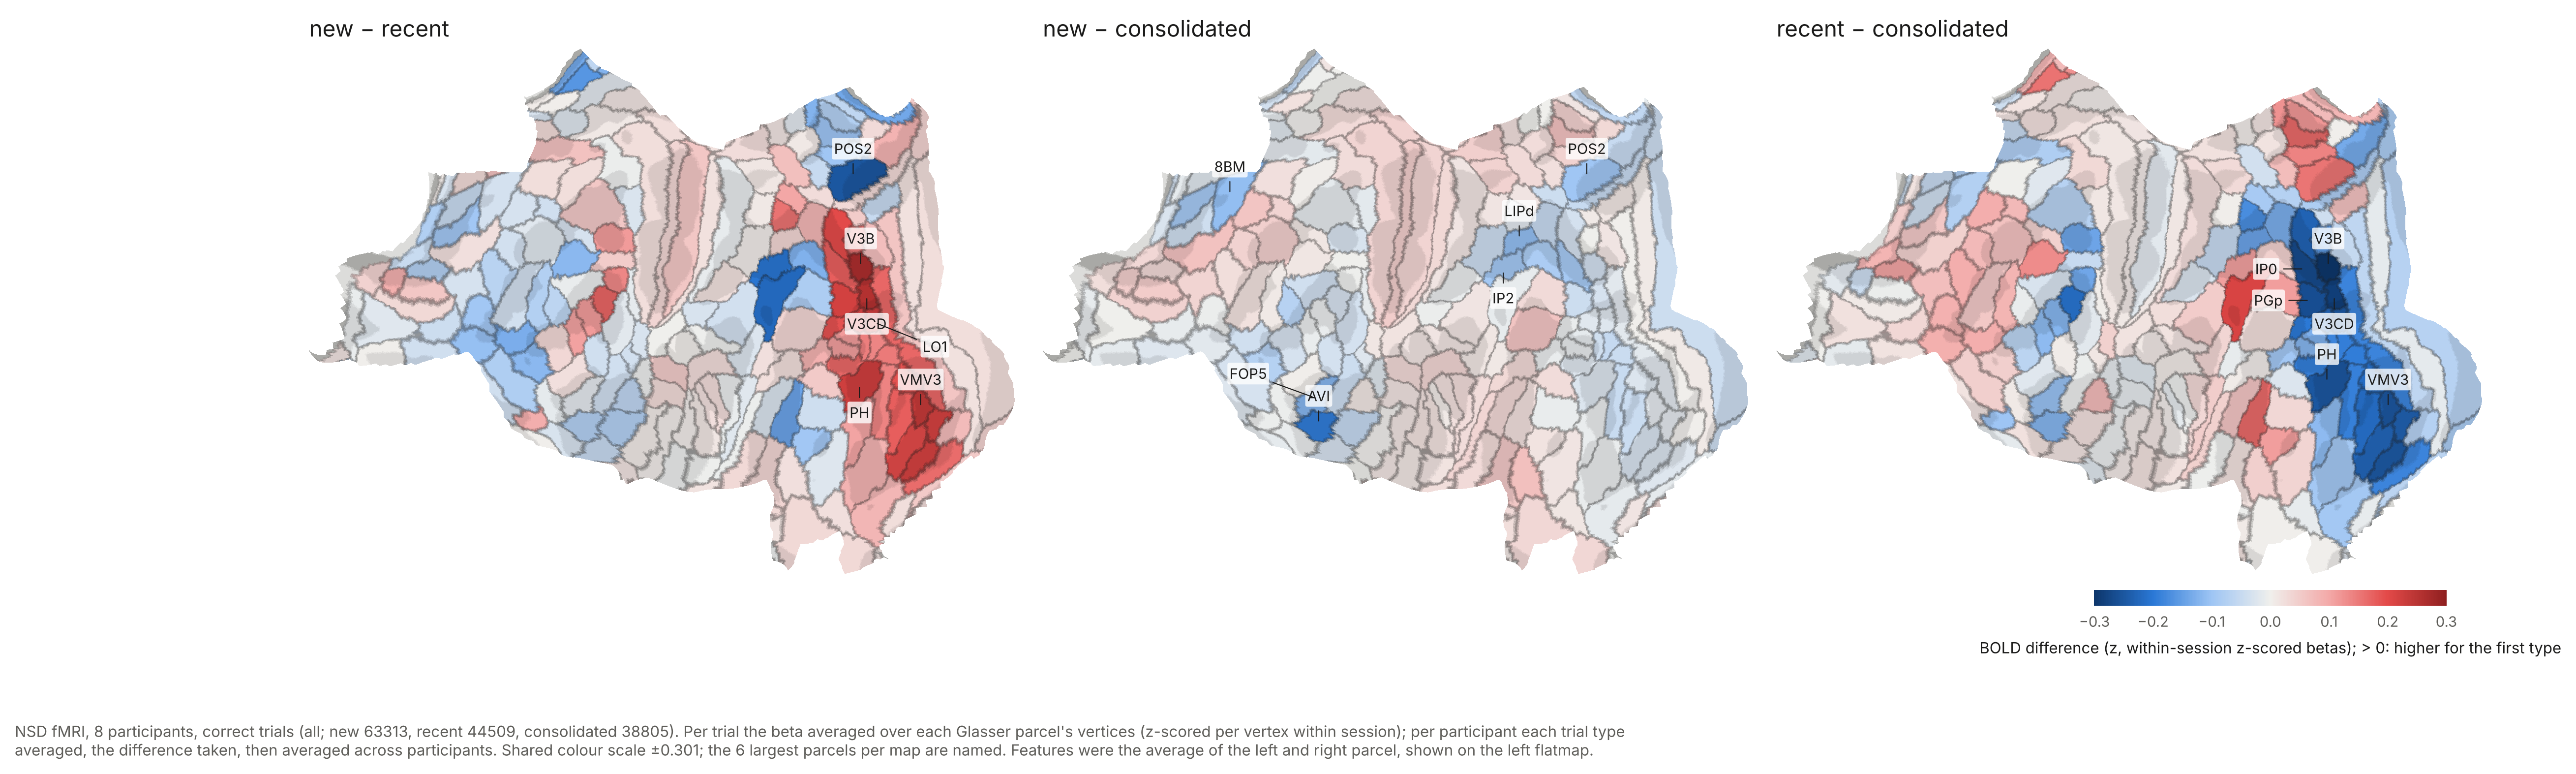 new − recent
new − consolidated
recent − consolidated
POS2
V3B
V3CD
LO1
VMV3
PH
8BM
POS2
LIPd
IP2
FOP5
AVI
V3B
IP0
PGp
V3CD
PH
VMV3
−0.3 −0.2 −0.1 0.0 0.1 0.2 0.3
BOLD difference (z, within-session z-scored betas); > 0: higher for the first type
NSD fMRI, 8 participants, correct trials (all; new 63313, recent 44509, consolidated 38805). Per trial the beta averaged over each Glasser parcel's vertices (z-scored per vertex within session); per participant each trial type
averaged, the difference taken, then averaged across participants. Shared colour scale ±0.301; the 6 largest parcels per map are named. Features were the average of the left and right parcel, shown on the left flatmap.